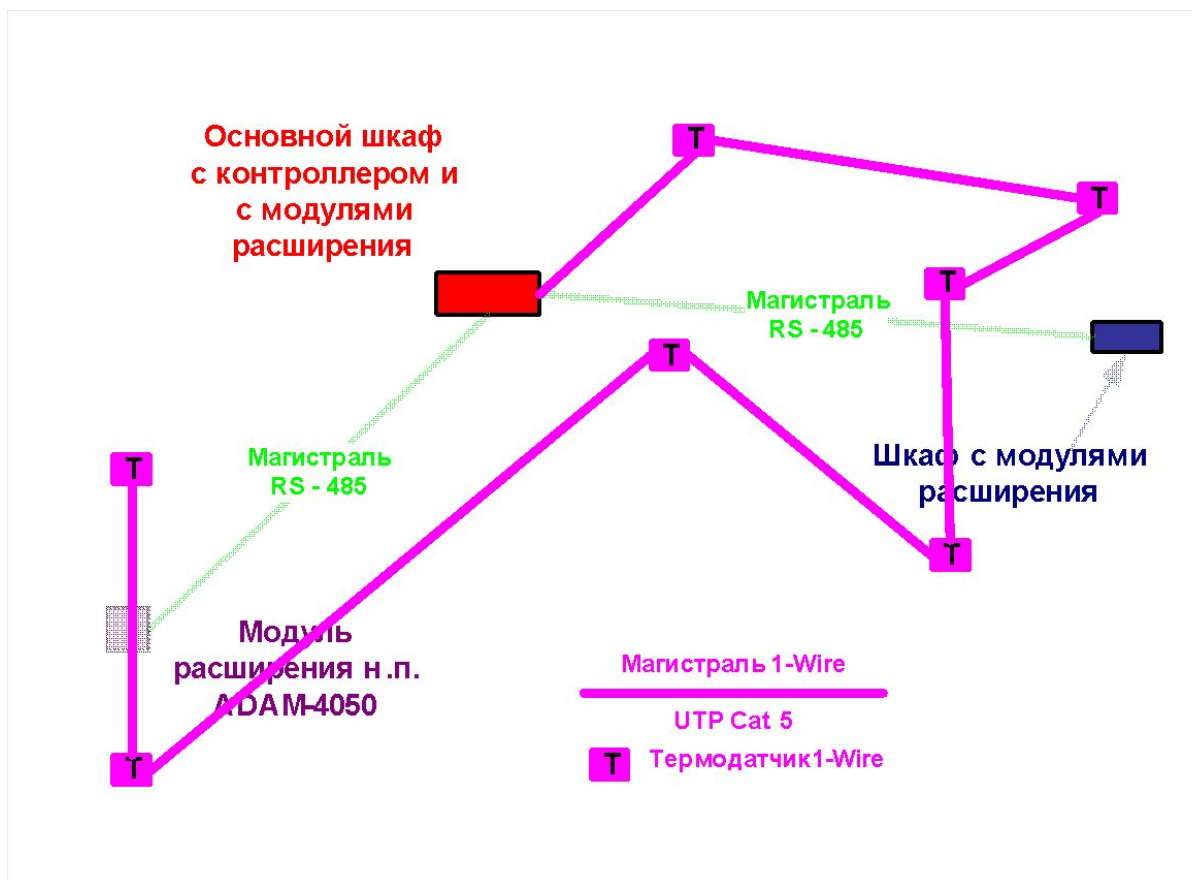 Основной шкаф
с контроллером и
с модулями
расширения
T
T
T
Магистраль
RS - 485
T
Магистраль
RS - 485
T
Шкаф с модулями
расширения
T
Модуль
расширения н.п.
ADAM-4050
T
Магистраль 1-Wire
UTP Cat 5
T Термодатчик1-Wire